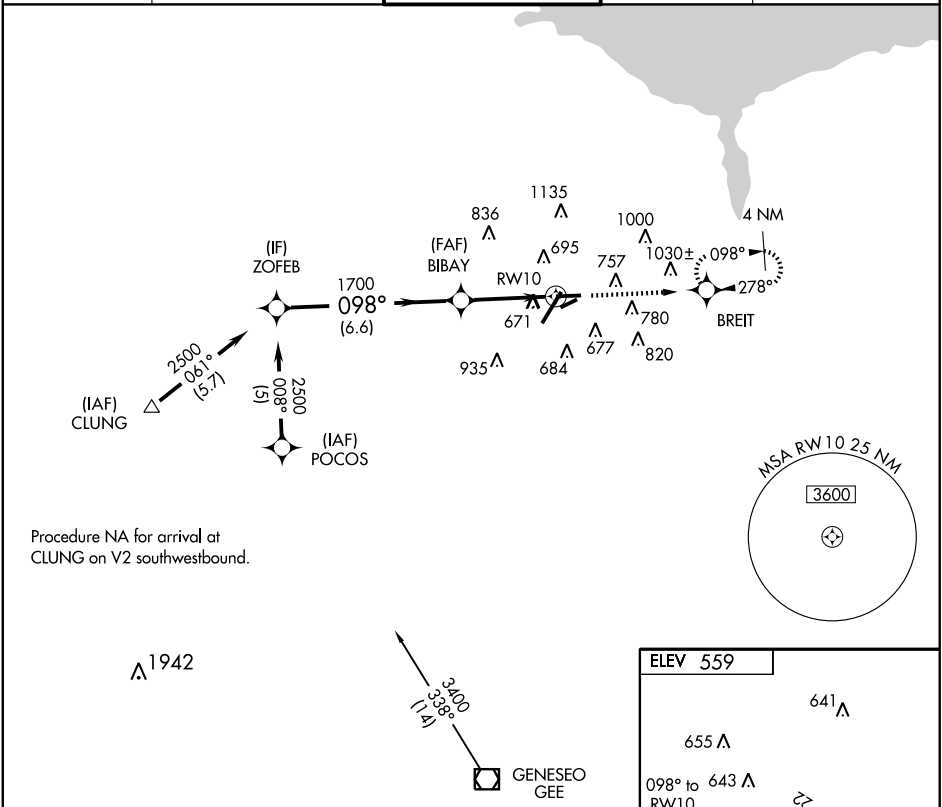 1135
836
1000
4 NM
(IF)
ZOFEB
(FAF)
BIBAY
695
1030±
098°
757
RW10
1700
098°
(6.6)
278°
BREIT
671
780
677
820
935
684
2500
061°
(5.7)
2500
008°
(5)
(IAF)
CLUNG
(IAF)
POCOS
MSA RW10 25 NM
3600
Procedure NA for arrival at
CLUNG on V2 southwestbound.
1942
3400
338°
(14)
GENESEO
GEE
ELEV 559
641
655
098° to
643
RW10
22